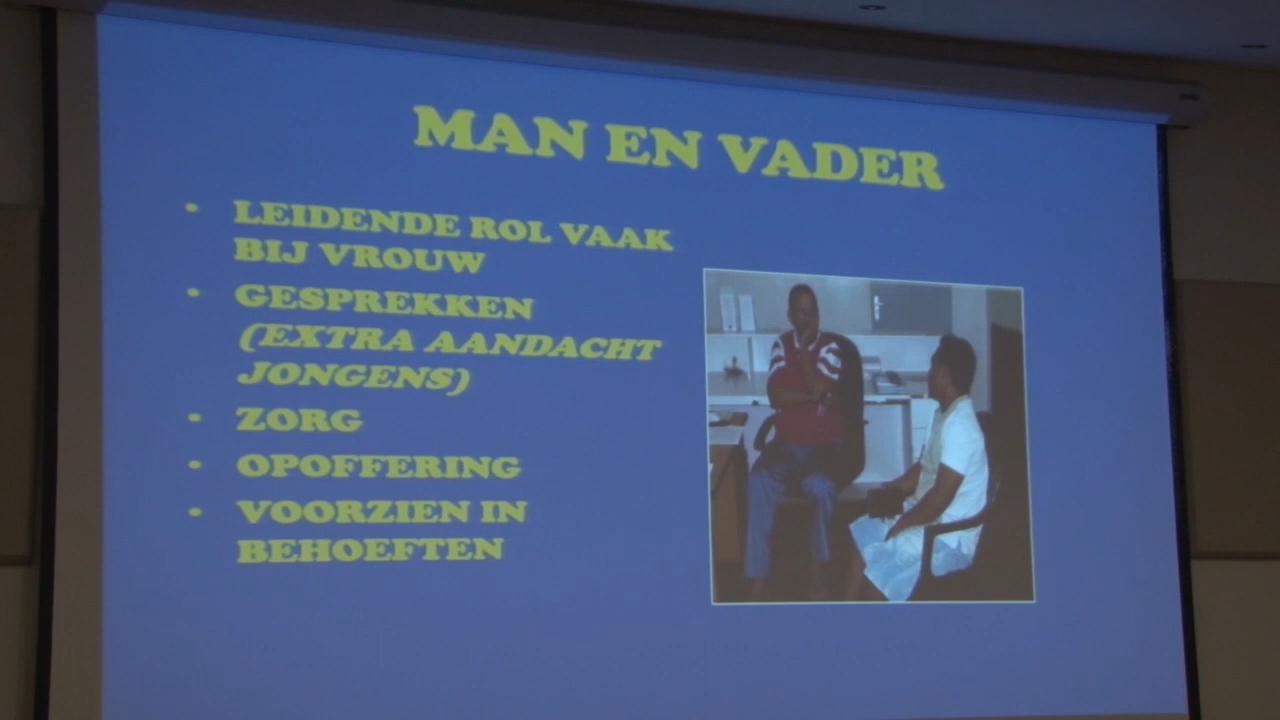 MAN EN VADER
• LEIDENDE ROL VAAK
BIJ VROUW
• GESPREKKEN
(EXTRA AANDACHT
JONGENS)
• ZORG
• OPOFFERING
• VOORZIEN IN
BEHOEFTEN